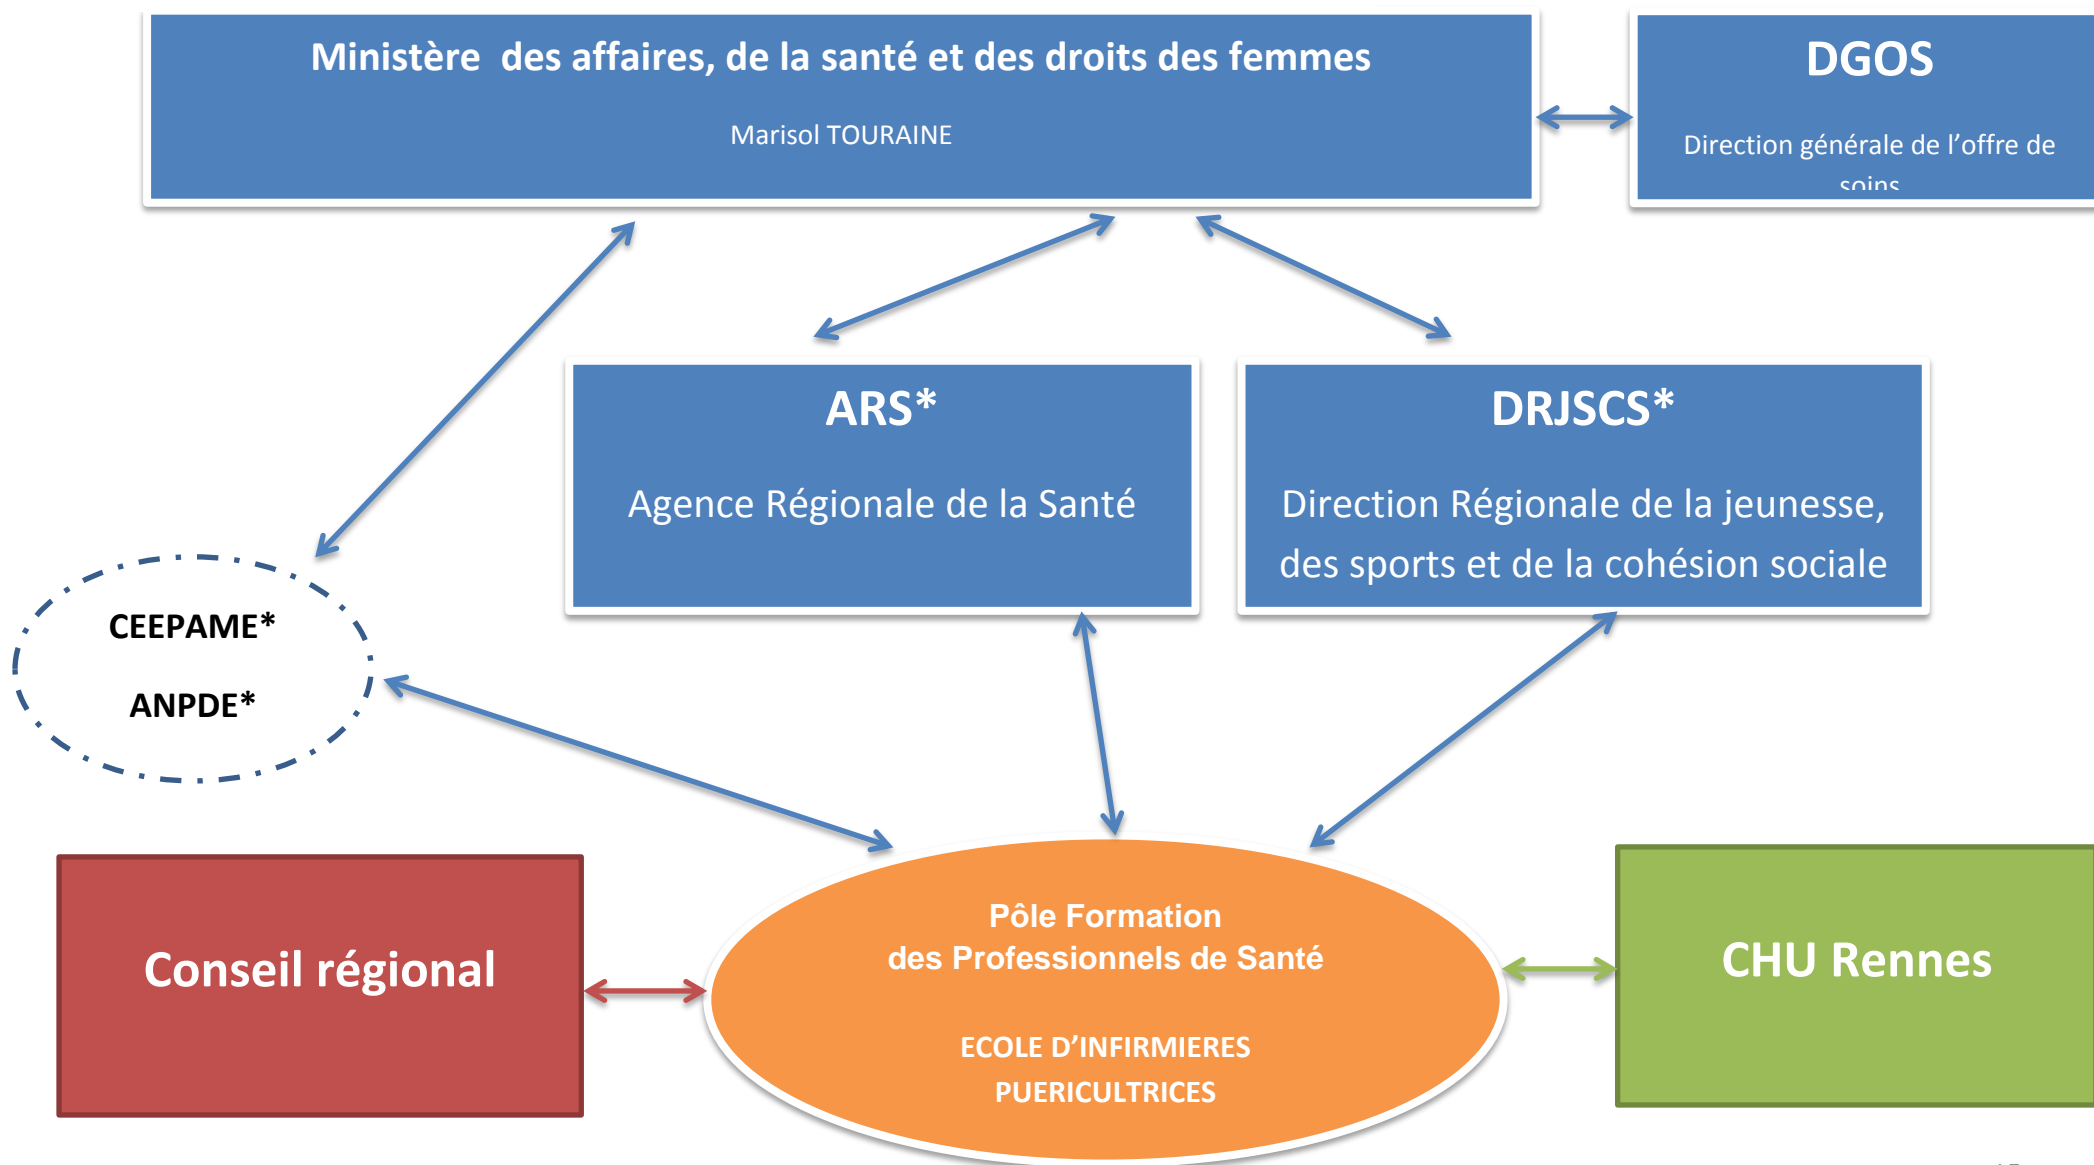 Ministère  des affaires, de la santé et des droits des femmes
Marisol TOURAINE
DGOS
Direction générale de l’offre de
soins
ARS*
Agence Régionale de la Santé
DRJSCS*
Direction Régionale de la jeunesse,
des sports et de la cohésion sociale
CEEPAME*
ANPDE*
Conseil régional
Pôle Formation
des Professionnels de Santé
ECOLE D’INFIRMIERES
PUERICULTRICES
CHU Rennes